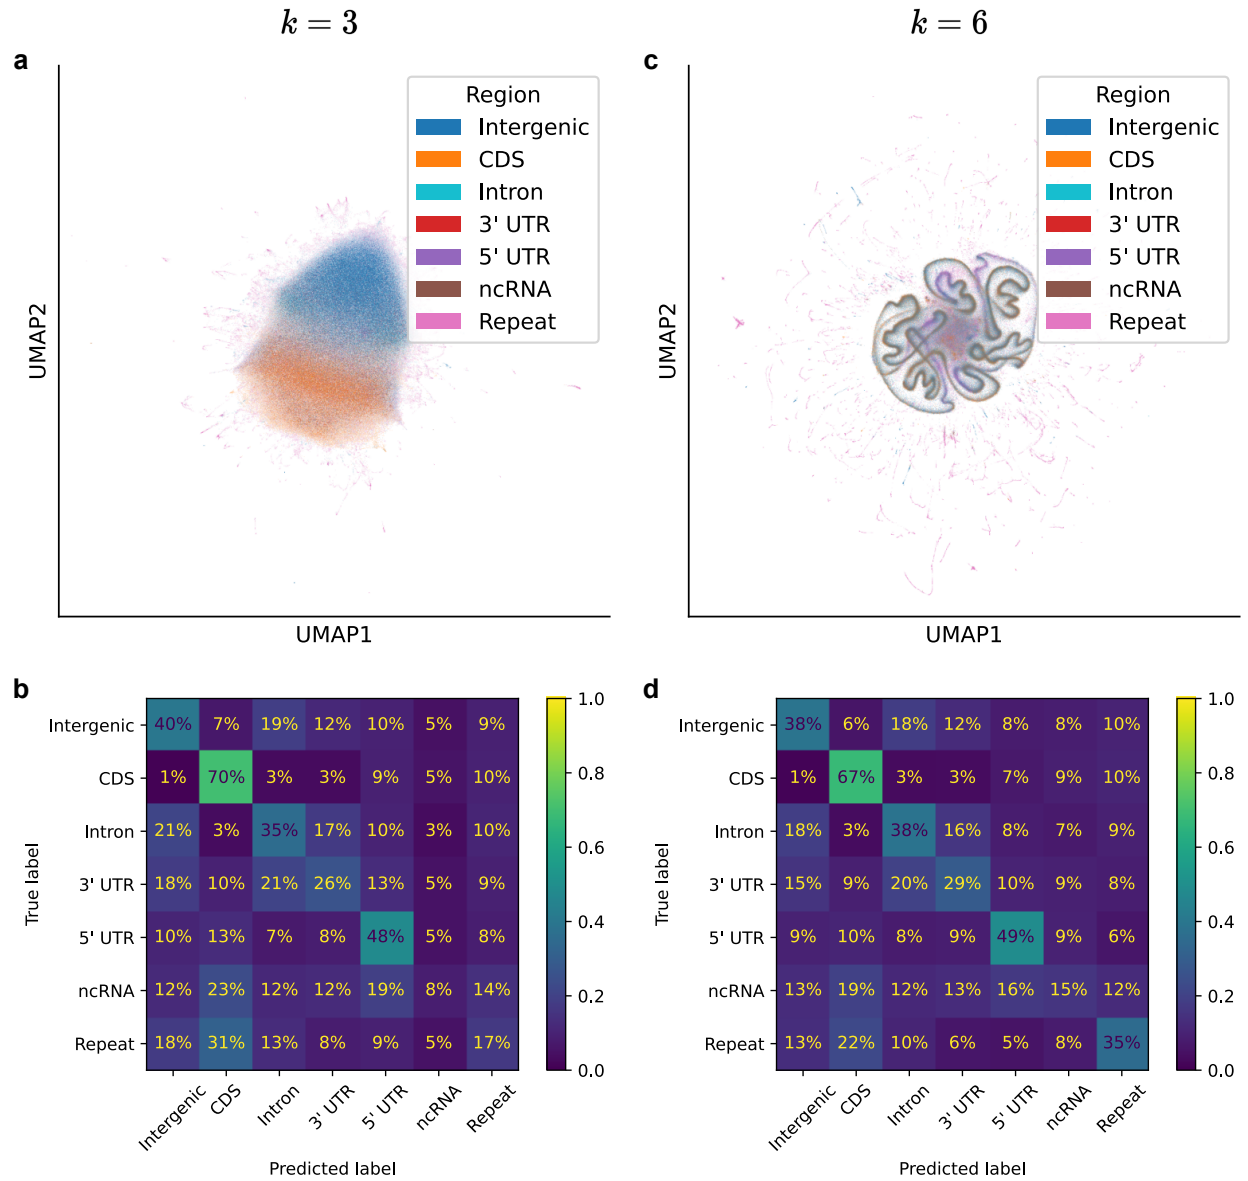 k = 3
k = 6
a
Region
Intergenic
CDS
Intron
3' UTR
5' UTR
ncRNA
Repeat
UMAP2
UMAP1
c
Region
Intergenic
CDS
Intron
3' UTR
5' UTR
ncRNA
Repeat
UMAP2
UMAP1
b
True label
Intergenic 40% 7% 19% 12% 10% 5% 9%
CDS 1% 70% 3% 3% 9% 5% 10%
Intron 21% 3% 35% 17% 10% 3% 10%
3' UTR 18% 10% 21% 26% 13% 5% 9%
5' UTR 10% 13% 7% 8% 48% 5% 8%
ncRNA 12% 23% 12% 12% 19% 8% 14%
Repeat 18% 31% 13% 8% 9% 5% 17%
Intergenic CDS Intron 3' UTR 5' UTR ncRNA Repeat
Predicted label
1.0
0.8
0.6
0.4
0.2
0.0
d
True label
Intergenic 38% 6% 18% 12% 8% 8% 10%
CDS 1% 67% 3% 3% 7% 9% 10%
Intron 18% 3% 38% 16% 8% 7% 9%
3' UTR 15% 9% 20% 29% 10% 9% 8%
5' UTR 9% 10% 8% 9% 49% 9% 6%
ncRNA 13% 19% 12% 13% 16% 15% 12%
Repeat 13% 22% 10% 6% 5% 8% 35%
Intergenic CDS Intron 3' UTR 5' UTR ncRNA Repeat
Predicted label
1.0
0.8
0.6
0.4
0.2
0.0